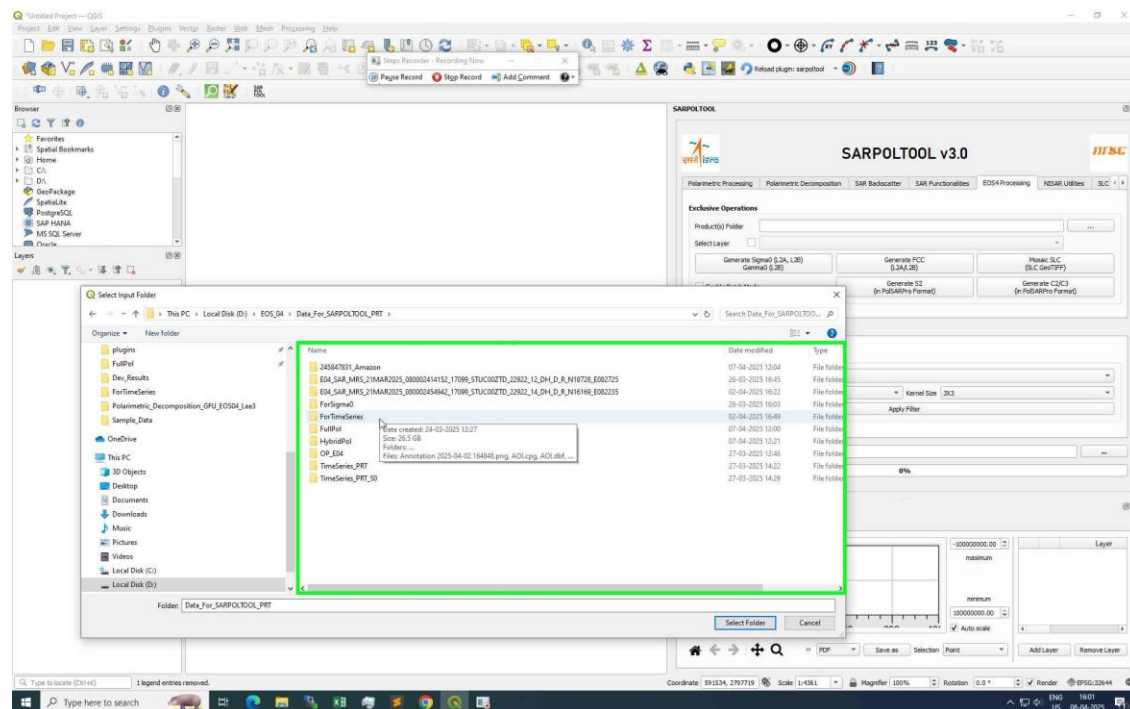 *Untitled Project — QGIS
Project Edit View Layer Settings Plugins Vector Raster Web Mesh Processing Help
Steps Recorder - Recording Now
Pause Record Stop Record Add Comment
Reload plugin: sarpoltool
Browser
Favorites
Spatial Bookmarks
Home
C:\
D:\
GeoPackage
SpatiaLite
PostgreSQL
SAP HANA
MS SQL Server
Oracle
Layers
SARPOLTOOL
इसरो isro
SARPOLTOOL v3.0
nrsc
Polarimetric Processing Polarimetric Decomposition SAR Backscatter SAR Functionalities EOS4 Processing NISAR Utilities SLC
Exclusive Operations
Product(s) Folder ...
Select Layer
Generate Sigma0 (L2A, L2B)
Gamma0 (L2B)
Generate FCC
(L2A/L2B)
Mosaic SLC
(SLC GeoTIFF)
Generate S2
(in PolSARPro Format)
Generate C2/C3
(in PolSARPro Format)
Kernel Size 3X3
Apply Filter
...
0%
Select Input Folder
This PC > Local Disk (D:) > EOS_04 > Data_For_SARPOLTOOL_PRT >
Search Data_For_SARPOLTOO...
Organize New folder
plugins
FullPol
Dev_Results
ForTimeSeries
Polarimetric_Decomposition_GFU_EOS04_Lee3
Sample_Data
OneDrive
This PC
3D Objects
Desktop
Documents
Downloads
Music
Pictures
Videos
Local Disk (C:)
Local Disk (D:)
Name Date modified Type
245847831_Amazon 07-04-2025 12:04 File folder
E04_SAR_MRS_21MAR2025_080002414152_17099_STUC00ZTD_22922_12_DH_D_R_N18728_E082725 26-03-2025 16:45 File folder
E04_SAR_MRS_21MAR2025_080002454942_17099_STUC00ZTD_22922_14_DH_D_R_N16169_E082235 02-04-2025 16:22 File folder
ForSigma0 26-03-2025 16:03 File folder
ForTimeSeries 02-04-2025 16:49 File folder
FullPol 07-04-2025 12:00 File folder
HybridPol 07-04-2025 12:21 File folder
OP_E04 27-03-2025 12:46 File folder
TimeSeries_PRT 27-03-2025 14:22 File folder
TimeSeries_PRT_S0 27-03-2025 14:28 File folder
Date created: 24-03-2025 12:27
Size: 26.5 GB
Folders: ...
Files: Annotation 2025-04-02 164848.png, AOI.cpg, AOI.dbf, ...
Folder: Data_For_SARPOLTOOL_PRT
Select Folder Cancel
-100000000.00
maximum
minimum
100000000.00
Auto scale
Layer
PDF Save as Selection Point Add Layer Remove Layer
Type to locate (Ctrl+K) 1 legend entries removed.
Coordinate 591534, 2797719 Scale 1:4361 Magnifier 100% Rotation 0.0 ° Render EPSG:32644
Type here to search
ENG 16:01
US 08-04-2025